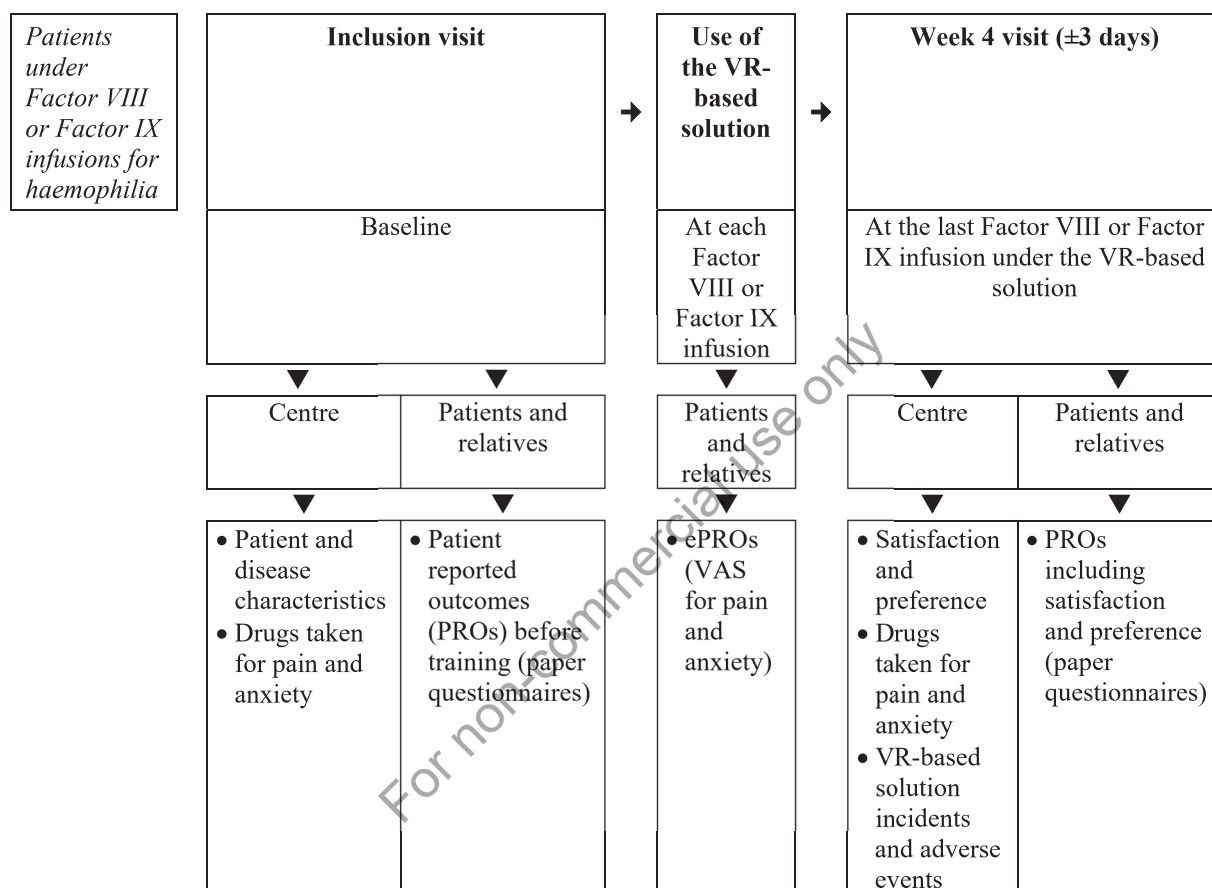 Patients
under
Factor VIII
or Factor IX
infusions for
haemophilia
Inclusion visit
Use of
the VR-
based
solution
Week 4 visit (±3 days)
Baseline
At each
Factor
VIII or
Factor IX
infusion
At the last Factor VIII or Factor
IX infusion under the VR-based
solution
Centre
Patients and
relatives
Patients
and
relatives
Centre
Patients and
relatives
• Patient and
disease
characteristics
• Drugs taken
for pain and
anxiety
• Patient
reported
outcomes
(PROs) before
training (paper
questionnaires)
• ePROs
(VAS
for pain
and
anxiety)
• Satisfaction
and
preference
• Drugs
taken for
pain and
anxiety
• VR-based
solution
incidents
and adverse
events
• PROs
including
satisfaction
and preference
(paper
questionnaires)
For non-commercial use only